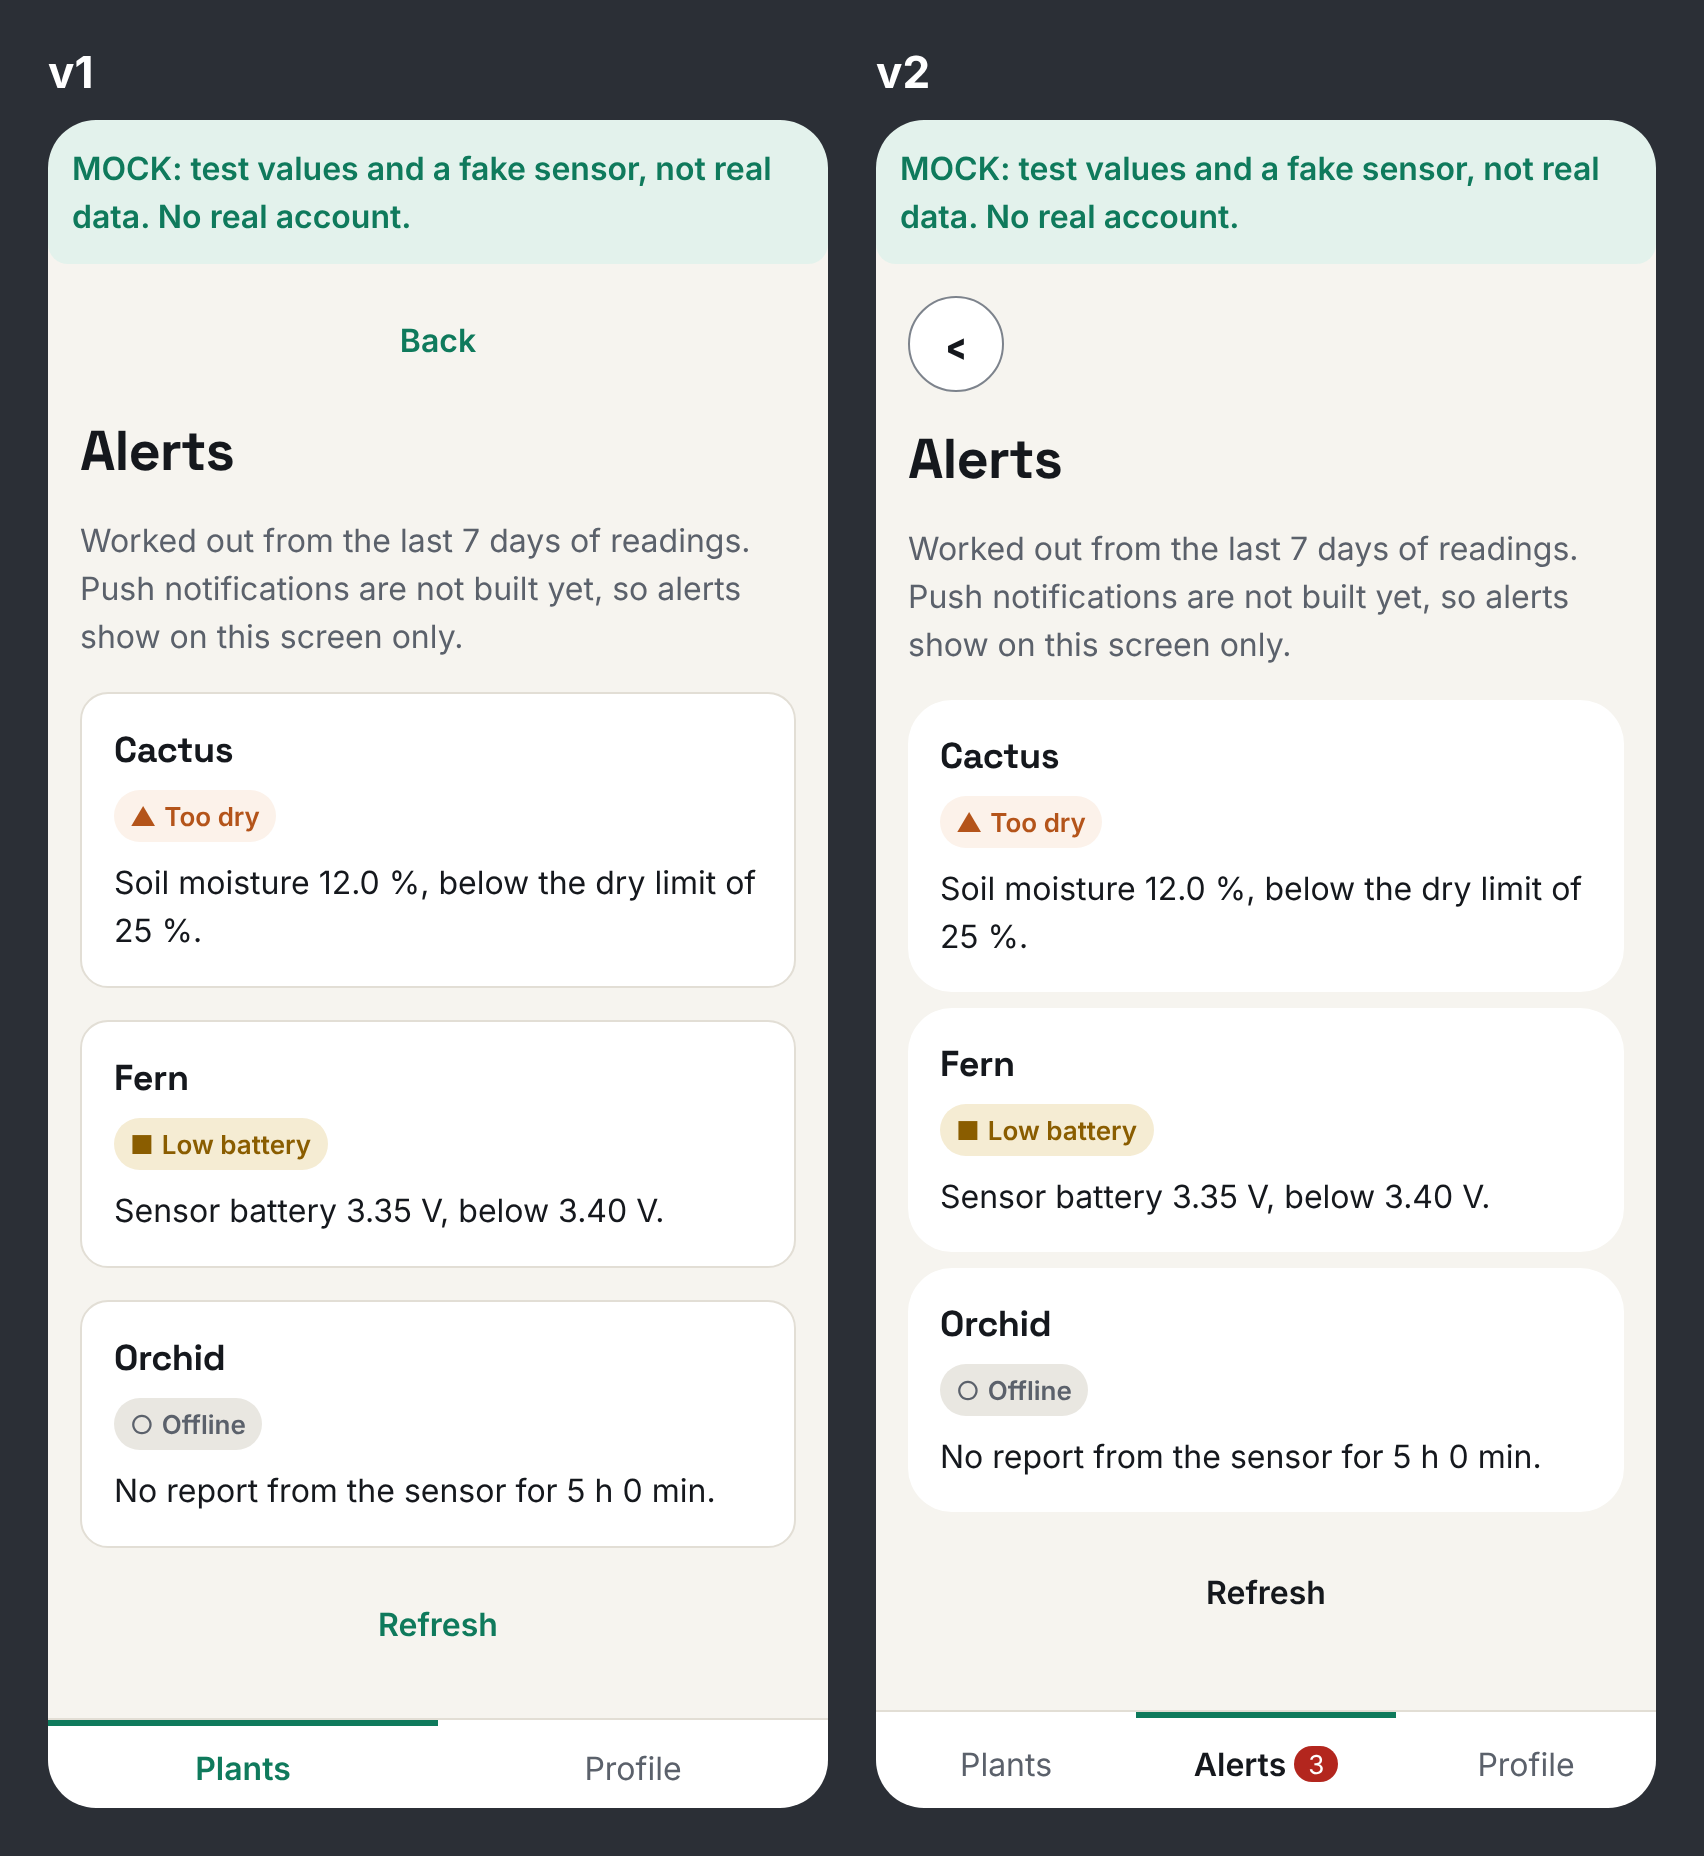 v1
MOCK: test values and a fake sensor, not real
data. No real account.
Back
Alerts
Worked out from the last 7 days of readings.
Push notifications are not built yet, so alerts
show on this screen only.
Cactus
▲ Too dry
Soil moisture 12.0 %, below the dry limit of
25 %.
Fern
■ Low battery
Sensor battery 3.35 V, below 3.40 V.
Orchid
○ Offline
No report from the sensor for 5 h 0 min.
Refresh
Plants Profile
v2
MOCK: test values and a fake sensor, not real
data. No real account.
<
Alerts
Worked out from the last 7 days of readings.
Push notifications are not built yet, so alerts
show on this screen only.
Cactus
▲ Too dry
Soil moisture 12.0 %, below the dry limit of
25 %.
Fern
■ Low battery
Sensor battery 3.35 V, below 3.40 V.
Orchid
○ Offline
No report from the sensor for 5 h 0 min.
Refresh
Plants Alerts 3 Profile